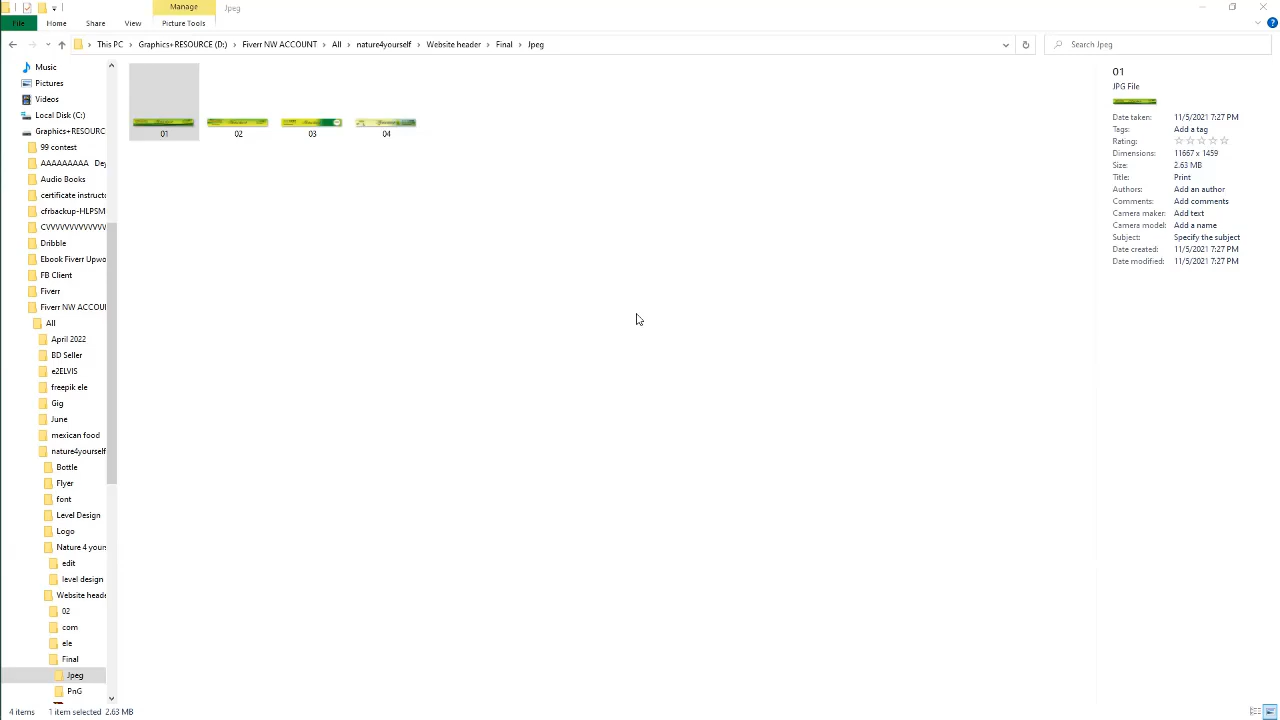 Manage
Jpeg
File
Home
Share
View
Picture Tools
This PC
Graphics+RESOURCE (D:)
Fiverr NW ACCOUNT
All
nature4yourself
Website header
Final
Jpeg
Search Jpeg
Music
Pictures
Videos
Local Disk (C:)
Graphics+RESOURC
99 contest
AAAAAAAAA Dey
Audio Books
certificate instructo
cfrbackup-HLPSM
CVVVVVVVVVVV
Dribble
Ebook Fiverr Upwo
FB Client
Fiverr
Fiverr NW ACCOU
All
April 2022
BD Seller
e2ELVIS
freepik ele
Gig
June
mexican food
nature4yourself
Bottle
Flyer
font
Level Design
Logo
Nature 4 yours
edit
level design
Website heade
02
com
ele
Final
Jpeg
PnG
01
02
03
04
01
JPG File
Date taken: 11/5/2021 7:27 PM
Tags: Add a tag
Rating:
Dimensions: 11667 x 1459
Size: 2.63 MB
Title: Print
Authors: Add an author
Comments: Add comments
Camera maker: Add text
Camera model: Add a name
Subject: Specify the subject
Date created: 11/5/2021 7:27 PM
Date modified: 11/5/2021 7:27 PM
4 items
1 item selected 2.63 MB